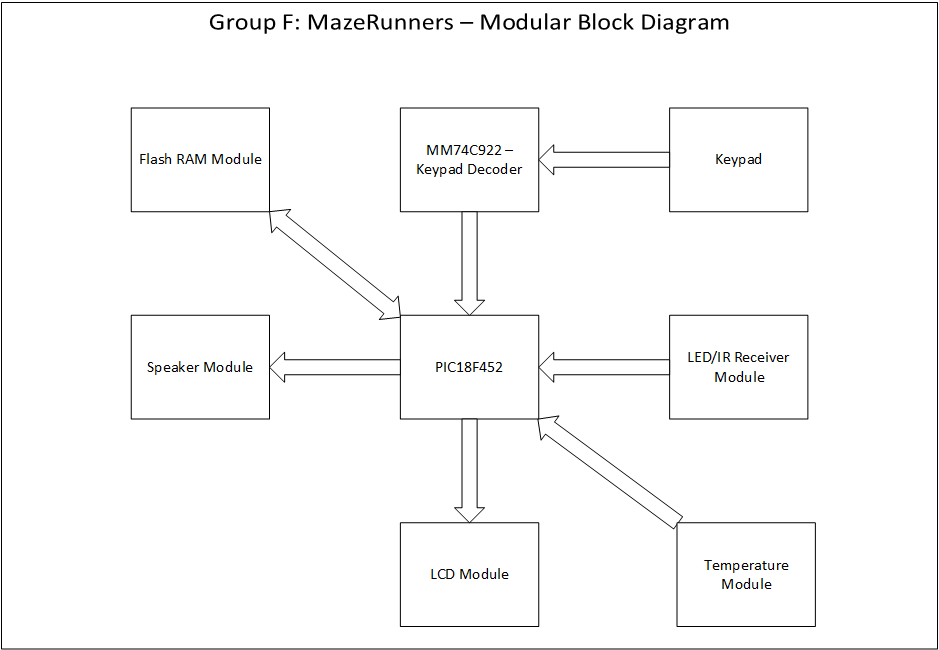 Group F: MazeRunners – Modular Block Diagram
Flash RAM Module
MM74C922 –
Keypad Decoder
Keypad
Speaker Module
PIC18F452
LED/IR Receiver
Module
LCD Module
Temperature
Module